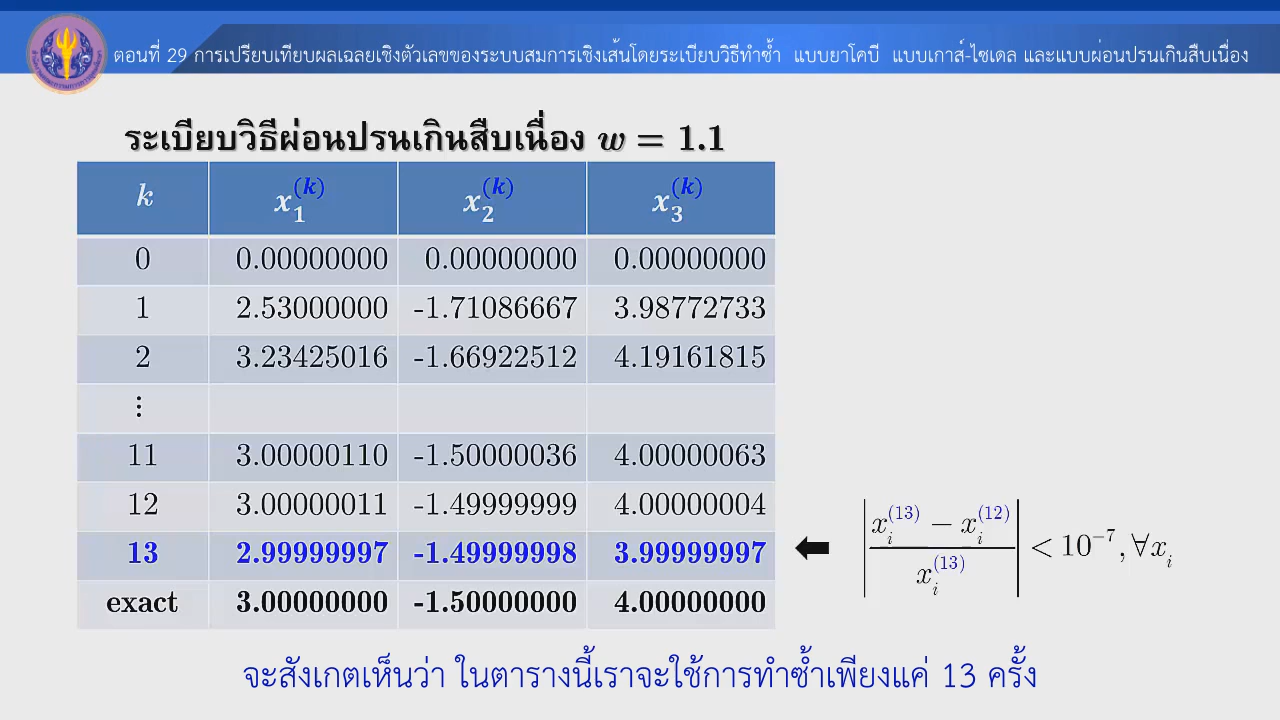 ตอนที่ 29 การเปรียบเทียบผลเฉลยเชิงตัวเลขของระบบสมการเชิงเส้นโดยระเบียบวิธีทำซ้ำ แบบยาโคบี แบบเกาส์-ไซเดล และแบบผ่อนปรนเกินสืบเนื่อง
ระเบียบวิธีผ่อนปรนเกินสืบเนื่อง w = 1.1
k x₁^(k) x₂^(k) x₃^(k)
0 0.00000000 0.00000000 0.00000000
1 2.53000000 -1.71086667 3.98772733
2 3.23425016 -1.66922512 4.19161815
⋮
11 3.00000110 -1.50000036 4.00000063
12 3.00000011 -1.49999999 4.00000004
13 2.99999997 -1.49999998 3.99999997
exact 3.00000000 -1.50000000 4.00000000
|(x_i^(13) − x_i^(12)) / x_i^(13)| < 10^−7, ∀x_i
จะสังเกตเห็นว่า ในตารางนี้เราจะใช้การทำซ้ำเพียงแค่ 13 ครั้ง